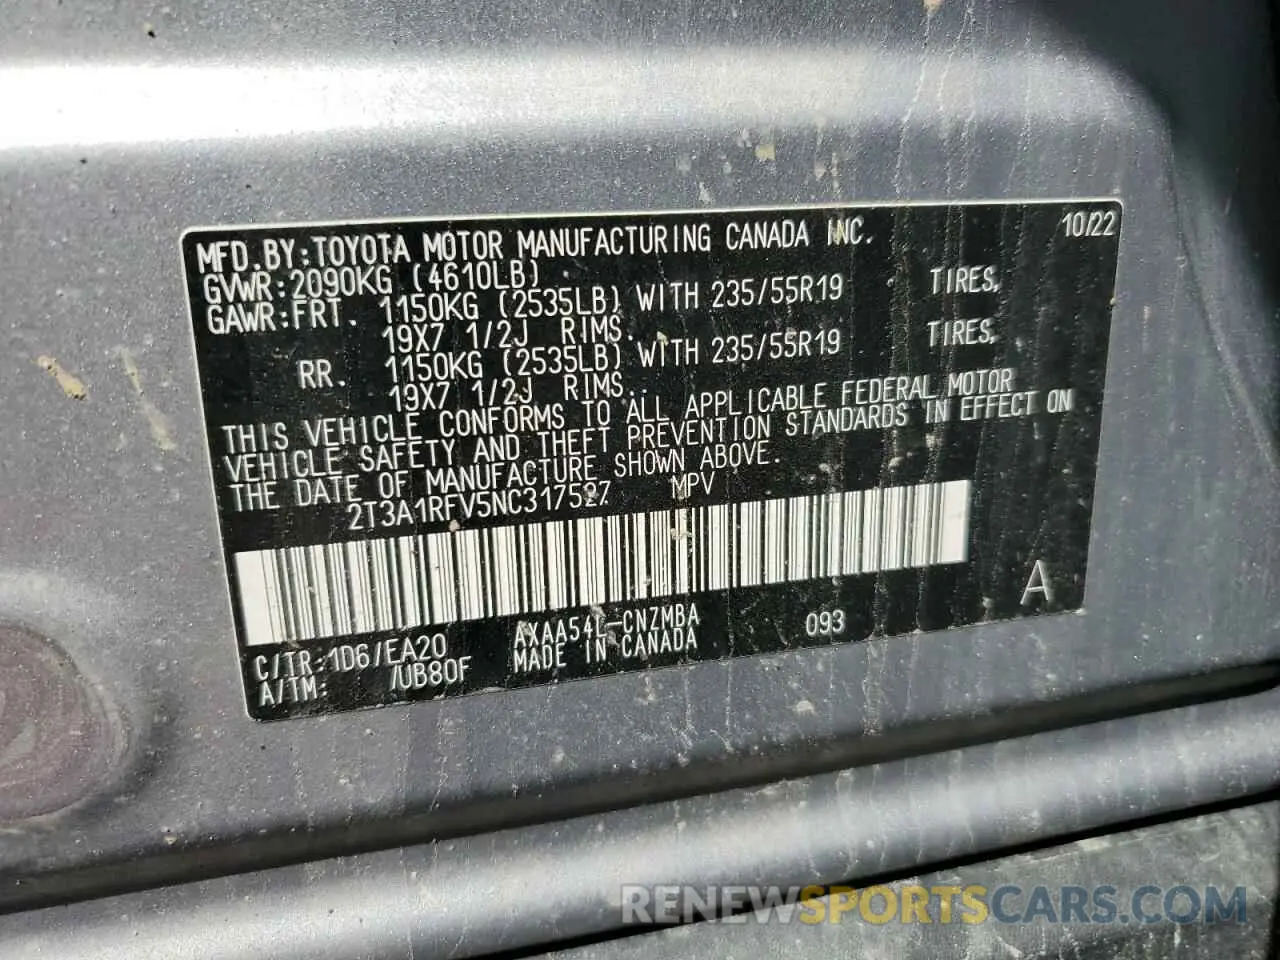 MFD.BY:TOYOTA MOTOR MANUFACTURING CANADA INC. 10/22
GVWR:2090KG (4610LB)
GAWR:FRT. 1150KG (2535LB) WITH 235/55R19 TIRES,
19X7 1/2J RIMS.
RR. 1150KG (2535LB) WITH 235/55R19 TIRES,
19X7 1/2J RIMS.
THIS VEHICLE CONFORMS TO ALL APPLICABLE FEDERAL MOTOR
VEHICLE SAFETY AND THEFT PREVENTION STANDARDS IN EFFECT ON
THE DATE OF MANUFACTURE SHOWN ABOVE.
2T3A1RFV5NC317527 MPV
A
C/TR:1D6/EA20 AXAA54L-CNZMBA 093
A/TM: /UB80F MADE IN CANADA
RENEWSPORTSCARS.COM